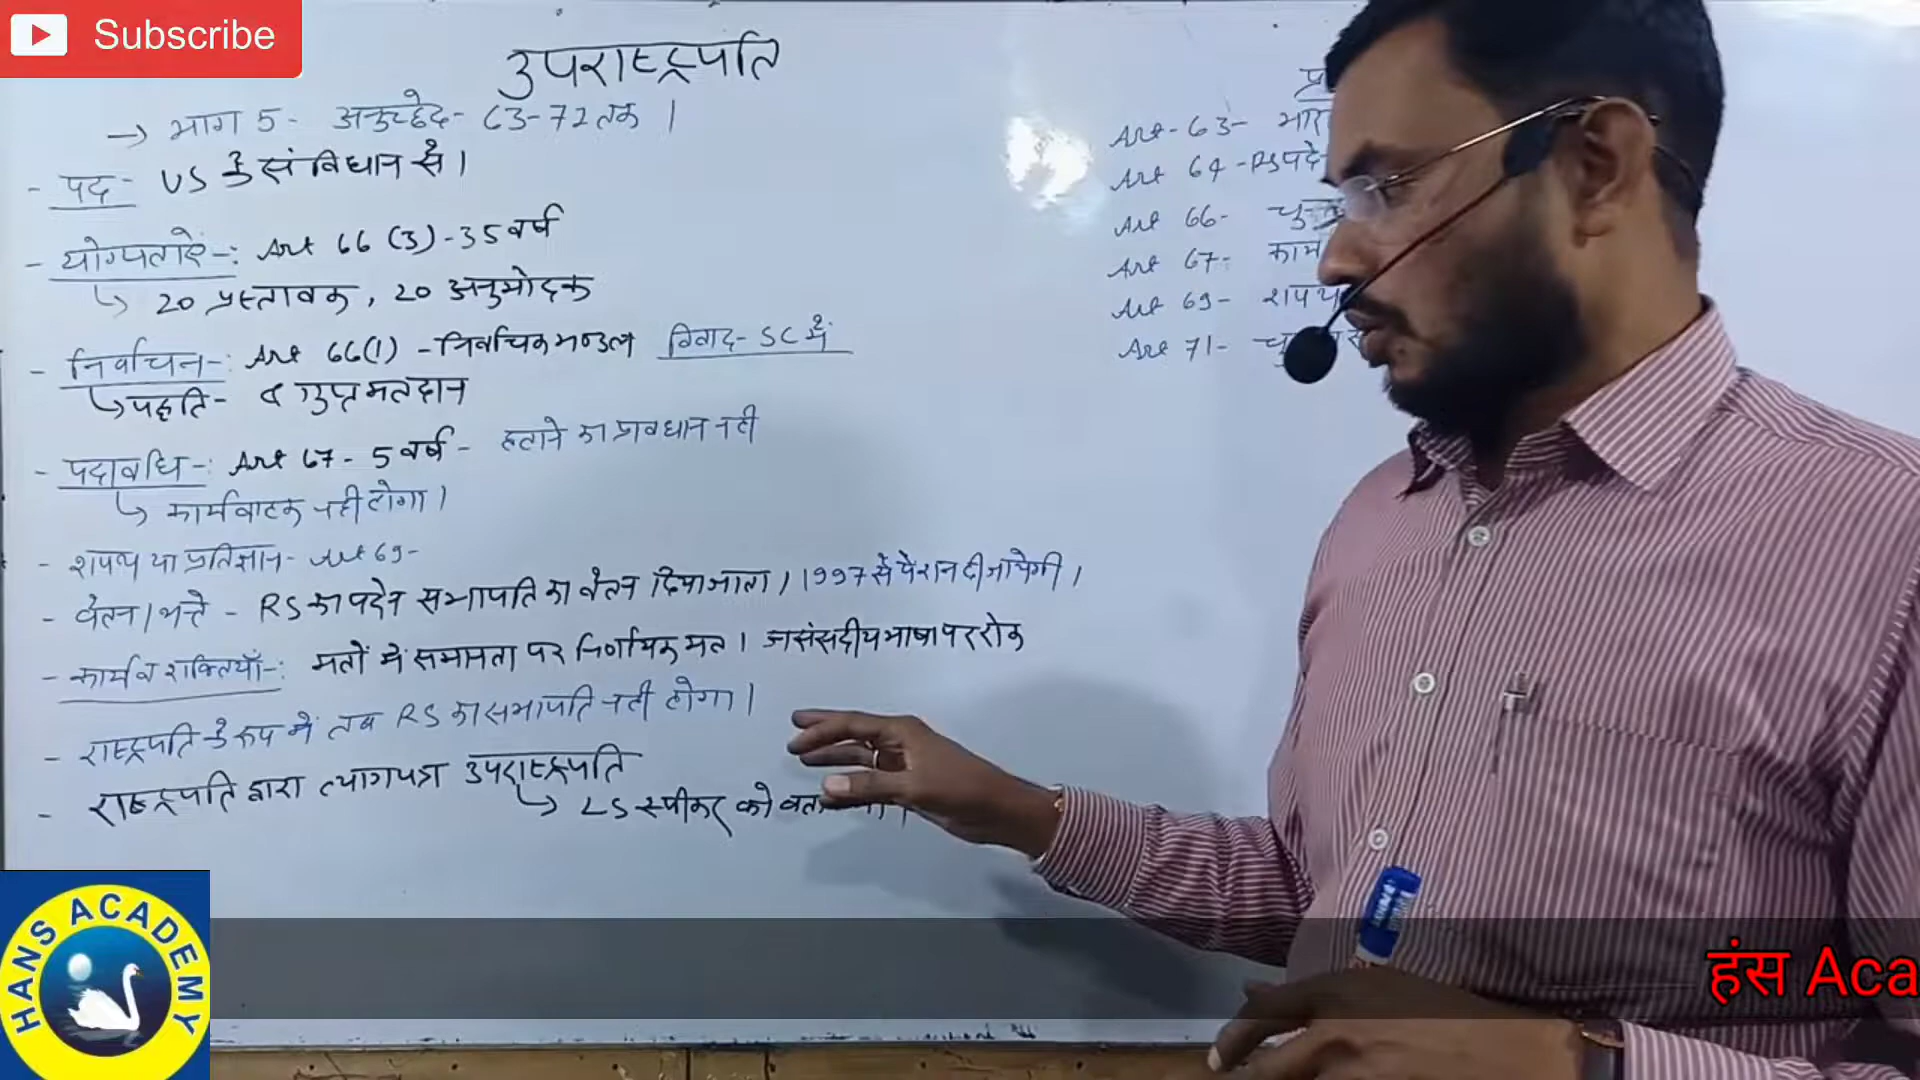 Subscribe
उपराष्ट्रपति
→ भाग 5 - अनुच्छेद - 63-72 तक ।
- पद - US के संविधान से ।
- योग्यताऐं -: Art 66 (3) - 35 वर्ष
↳ 20 प्रस्तावक, 20 अनुमोदक
- निर्वाचन -: Art 66(1) - निर्वाचक मण्डल विवाद - SC में
↳ पद्दति - व गुप्त मतदान
- पदावधि -: Art 67 - 5 वर्ष - हटाने का प्रावधान नही
↳ कार्यवाहक नही होगा ।
- शपथ या प्रतिज्ञान - Art 69 -
- वेतन / भत्ते - RS का पदेन सभापति का वेतन दिया जाता । 1997 से पेंशन दी जायेगी ।
- कार्य व शक्तियाँ -: मतों में समानता पर निर्णायक मत । असंसदीय भाषा पर रोक
- राष्ट्रपति के रूप में तब RS का सभापति नही होगा ।
- राष्ट्रपति द्वारा त्यागपत्र उपराष्ट्रपति
↳ LS स्पीकर को
Art - 63 -
Art 64 - RS पदे
Art 66 -
Art 67 -
Art 69 - शपथ
Art 71 -
HANS ACADEMY
हंस Aca